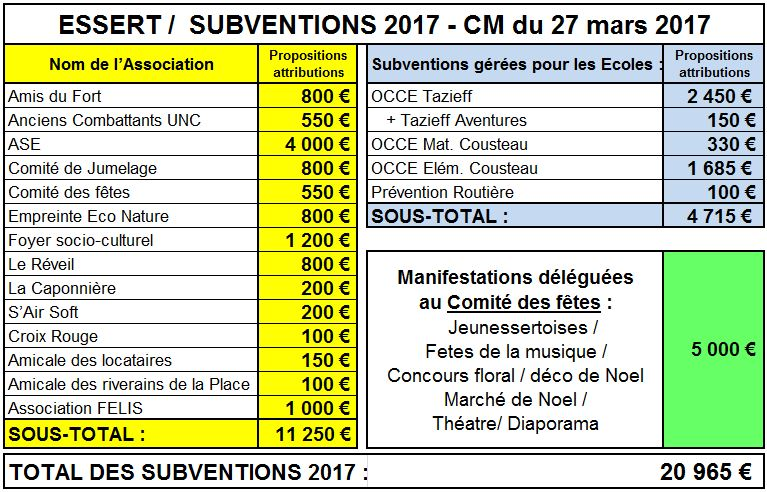 ESSERT / SUBVENTIONS 2017 - CM du 27 mars 2017
Nom de l'Association Propositions attributions
Amis du Fort 800 €
Anciens Combattants UNC 550 €
ASE 4 000 €
Comité de Jumelage 800 €
Comité des fêtes 550 €
Empreinte Eco Nature 800 €
Foyer socio-culturel 1 200 €
Le Réveil 800 €
La Caponnière 200 €
S'Air Soft 200 €
Croix Rouge 100 €
Amicale des locataires 150 €
Amicale des riverains de la Place 100 €
Association FELIS 1 000 €
SOUS-TOTAL : 11 250 €
Subventions gérées pour les Ecoles : Propositions attributions
OCCE Tazieff 2 450 €
+ Tazieff Aventures 150 €
OCCE Mat. Cousteau 330 €
OCCE Elém. Cousteau 1 685 €
Prévention Routière 100 €
SOUS-TOTAL : 4 715 €
Manifestations déléguées
au Comité des fêtes :
Jeunessertoises /
Fetes de la musique /
Concours floral / déco de Noel
Marché de Noel /
Théatre/ Diaporama
5 000 €
TOTAL DES SUBVENTIONS 2017 : 20 965 €